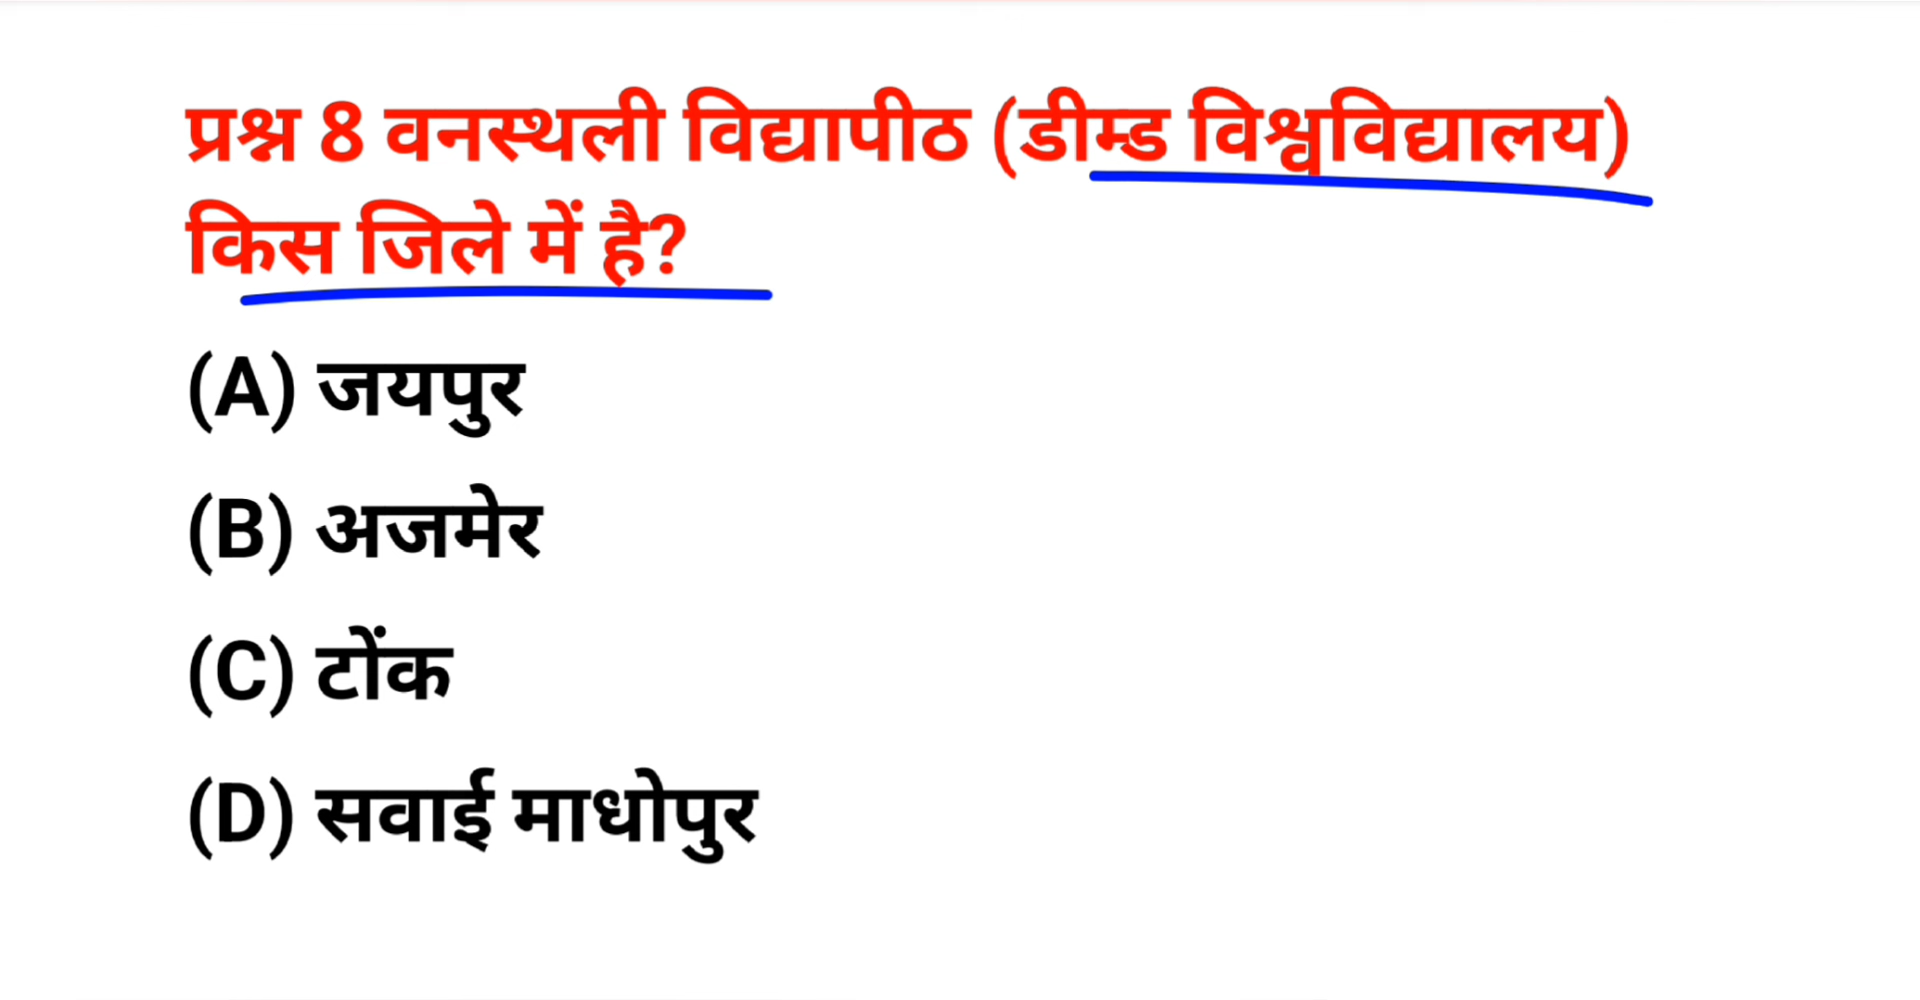 प्रश्न 8 वनस्थली विद्यापीठ (डीम्ड विश्वविद्यालय)
किस जिले में है?
(A) जयपुर
(B) अजमेर
(C) टोंक
(D) सवाई माधोपुर